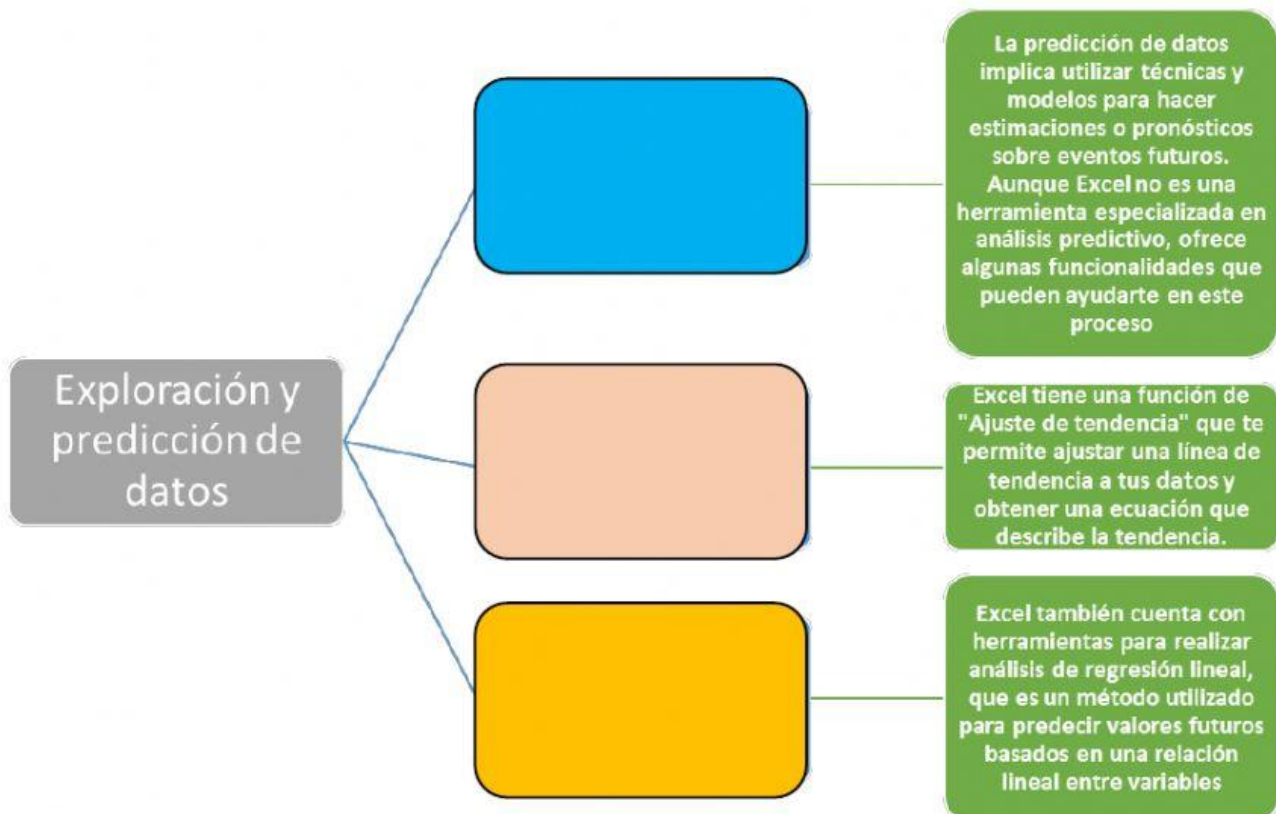 Exploración y
predicción de
datos
La predicción de datos
implica utilizar técnicas y
modelos para hacer
estimaciones o pronósticos
sobre eventos futuros.
Aunque Excel no es una
herramienta especializada en
análisis predictivo, ofrece
algunas funcionalidades que
pueden ayudarte en este
proceso
Excel tiene una función de
"Ajuste de tendencia" que te
permite ajustar una línea de
tendencia a tus datos y
obtener una ecuación que
describe la tendencia.
Excel también cuenta con
herramientas para realizar
análisis de regresión lineal,
que es un método utilizado
para predecir valores futuros
basados en una relación
lineal entre variables